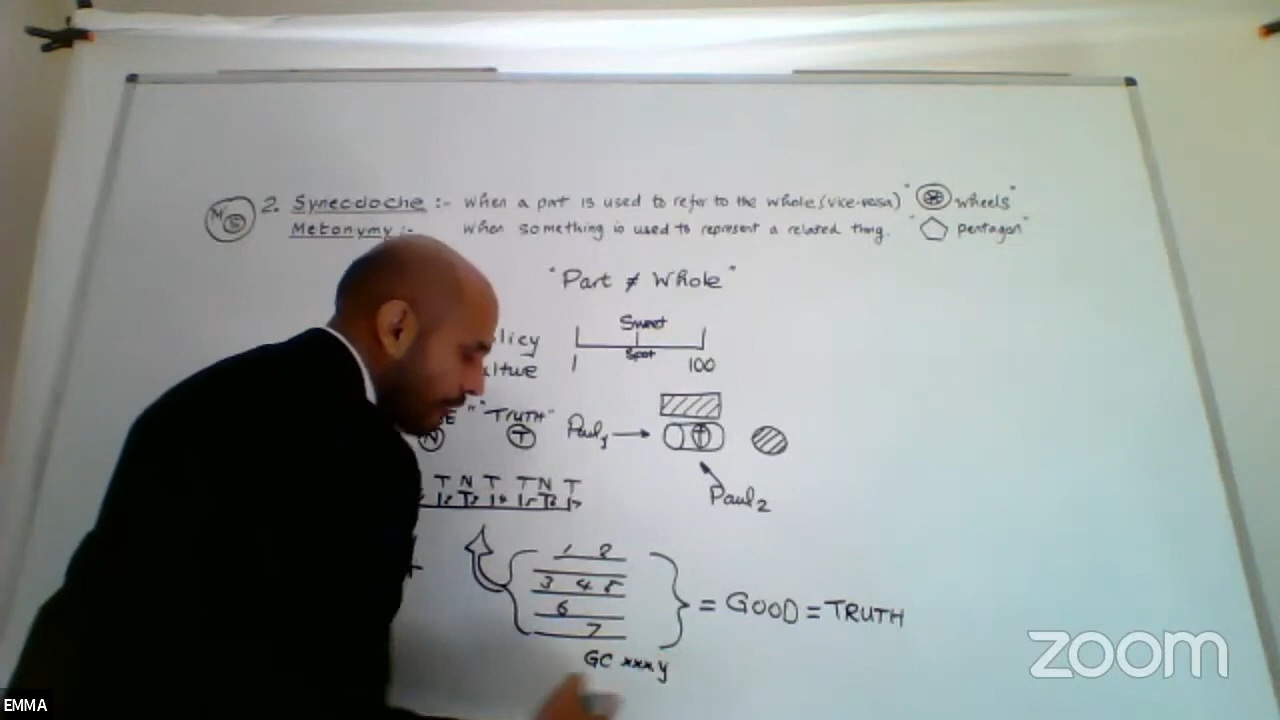 M S 2. Synecdoche :- when a part is used to refer to the whole (vice-versa) " wheels"
Metonymy :- when something is used to represent a related thing. " pentagon"
"Part ≠ Whole"
licy
Sweet
Spot
1 100
" "TRUTH"
N T
Paul1
T
Paul2
T N T T N T
1 2
3 4 5
6
7
= GOOD = TRUTH
GC xxx y
zoom
EMMA